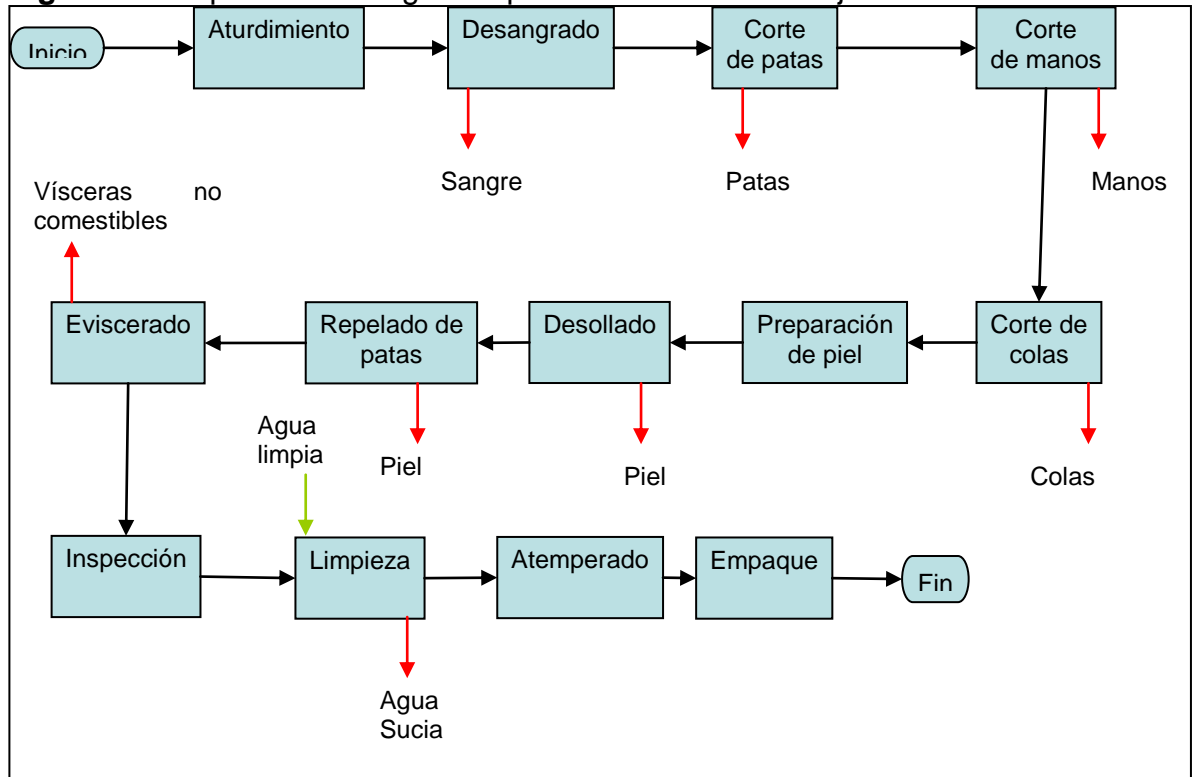 Inicio
Aturdimiento
Desangrado
Corte
de patas
Corte
de manos
Sangre
Patas
Manos
Vísceras no
comestibles
Eviscerado
Repelado de
patas
Desollado
Preparación
de piel
Corte de
colas
Agua
limpia
Piel
Piel
Colas
Inspección
Limpieza
Atemperado
Empaque
Fin
Agua
Sucia